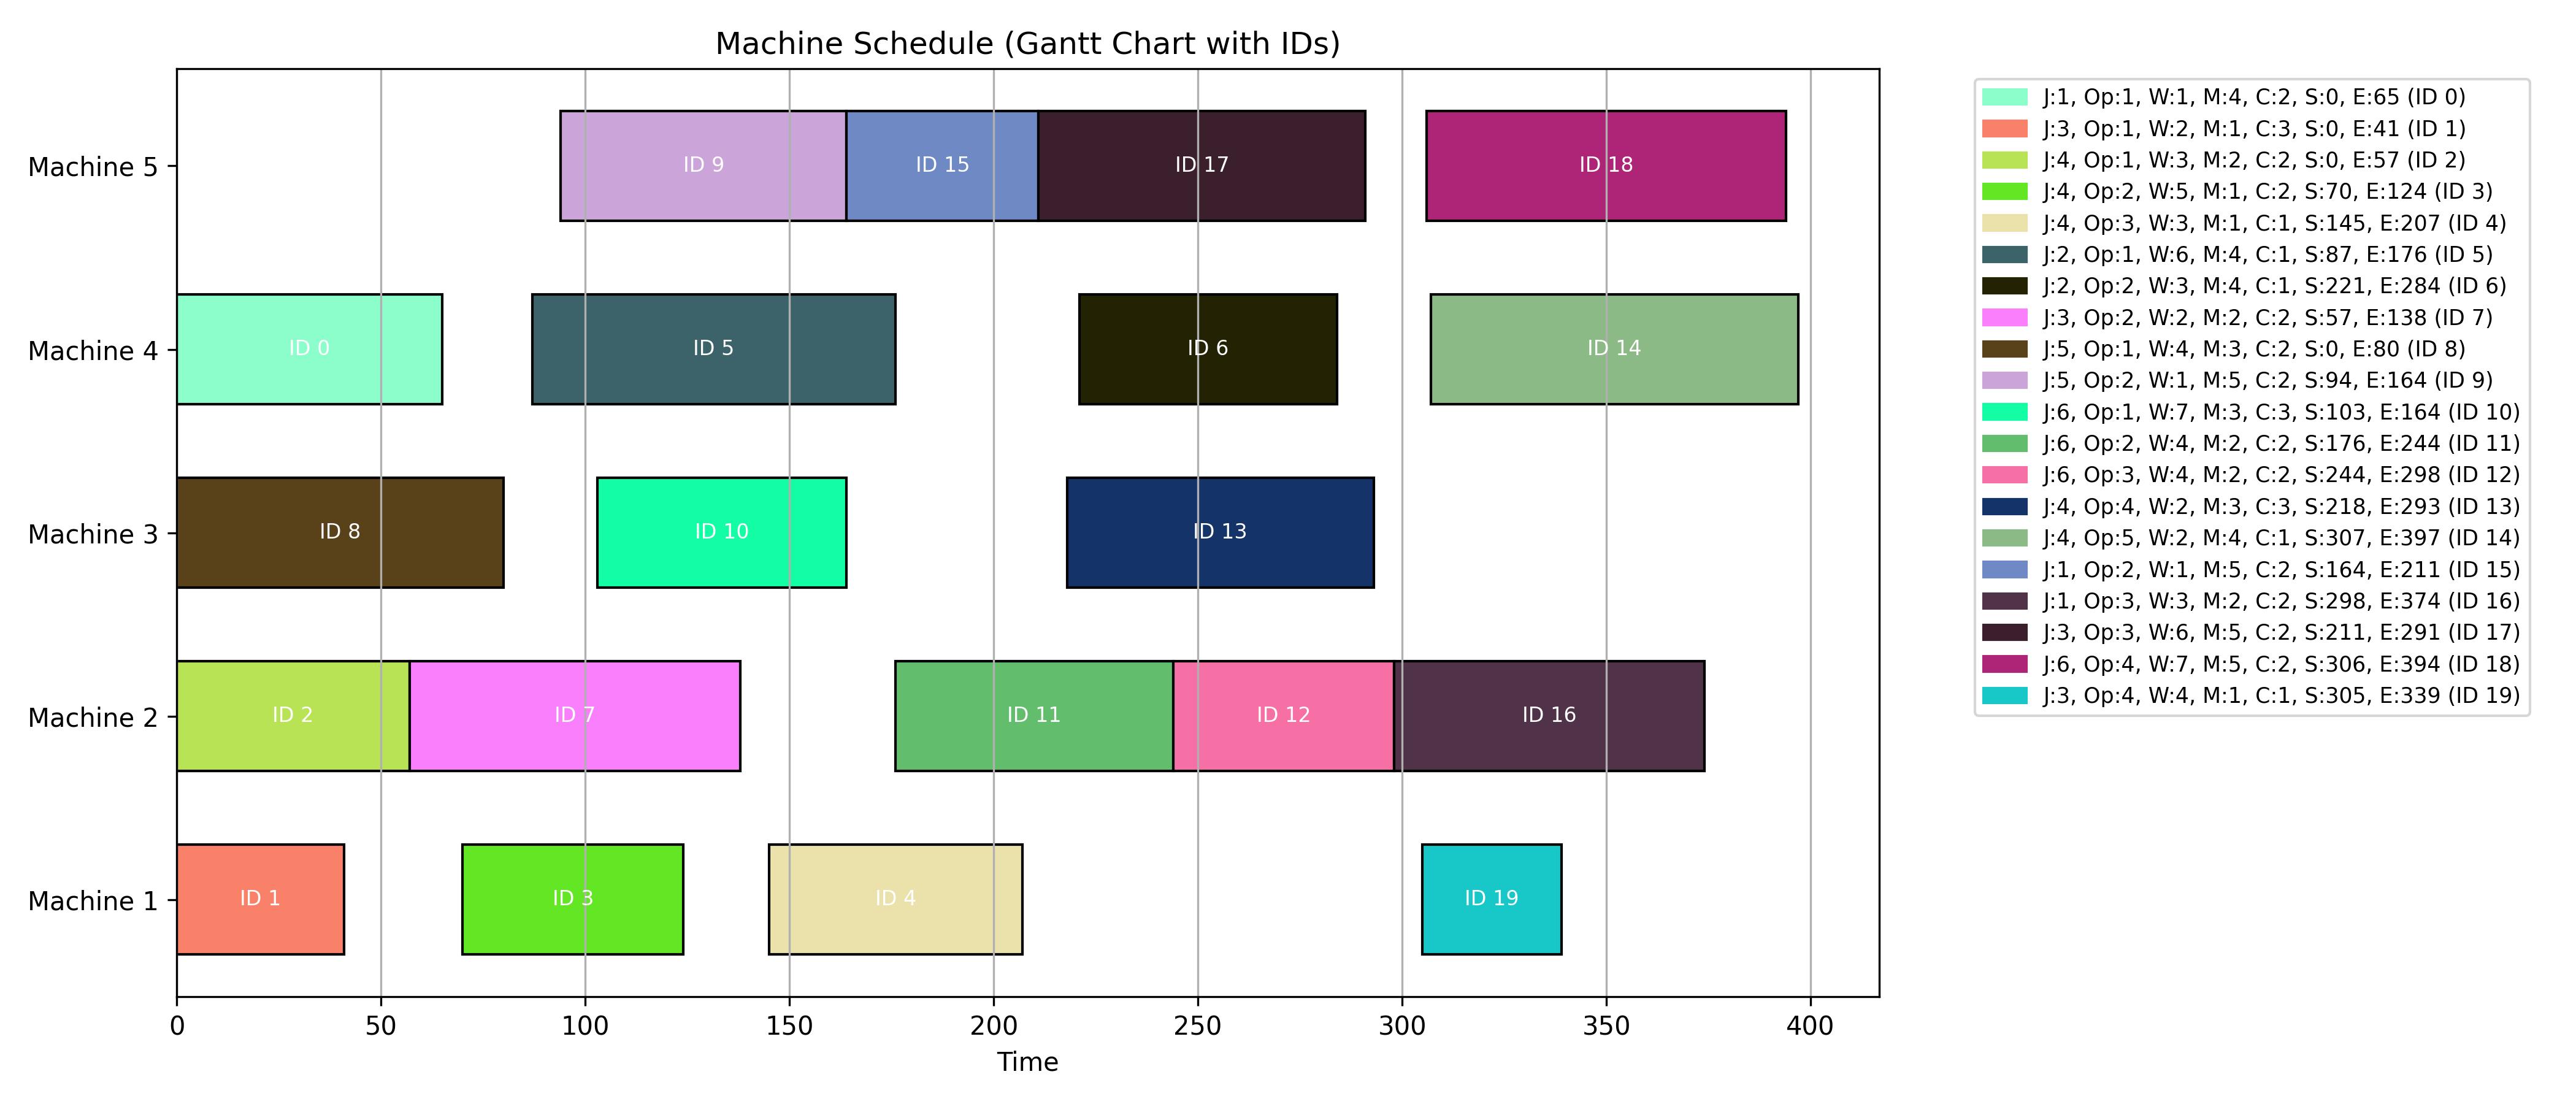 Machine Schedule (Gantt Chart with IDs)
Machine 5
ID 9
ID 15
ID 17
ID 18
Machine 4
ID 0
ID 5
ID 6
ID 14
Machine 3
ID 8
ID 10
ID 13
Machine 2
ID 2
ID 7
ID 11
ID 12
ID 16
Machine 1
ID 1
ID 3
ID 4
ID 19
0 50 100 150 200 250 300 350 400
Time
J:1, Op:1, W:1, M:4, C:2, S:0, E:65 (ID 0)
J:3, Op:1, W:2, M:1, C:3, S:0, E:41 (ID 1)
J:4, Op:1, W:3, M:2, C:2, S:0, E:57 (ID 2)
J:4, Op:2, W:5, M:1, C:2, S:70, E:124 (ID 3)
J:4, Op:3, W:3, M:1, C:1, S:145, E:207 (ID 4)
J:2, Op:1, W:6, M:4, C:1, S:87, E:176 (ID 5)
J:2, Op:2, W:3, M:4, C:1, S:221, E:284 (ID 6)
J:3, Op:2, W:2, M:2, C:2, S:57, E:138 (ID 7)
J:5, Op:1, W:4, M:3, C:2, S:0, E:80 (ID 8)
J:5, Op:2, W:1, M:5, C:2, S:94, E:164 (ID 9)
J:6, Op:1, W:7, M:3, C:3, S:103, E:164 (ID 10)
J:6, Op:2, W:4, M:2, C:2, S:176, E:244 (ID 11)
J:6, Op:3, W:4, M:2, C:2, S:244, E:298 (ID 12)
J:4, Op:4, W:2, M:3, C:3, S:218, E:293 (ID 13)
J:4, Op:5, W:2, M:4, C:1, S:307, E:397 (ID 14)
J:1, Op:2, W:1, M:5, C:2, S:164, E:211 (ID 15)
J:1, Op:3, W:3, M:2, C:2, S:298, E:374 (ID 16)
J:3, Op:3, W:6, M:5, C:2, S:211, E:291 (ID 17)
J:6, Op:4, W:7, M:5, C:2, S:306, E:394 (ID 18)
J:3, Op:4, W:4, M:1, C:1, S:305, E:339 (ID 19)